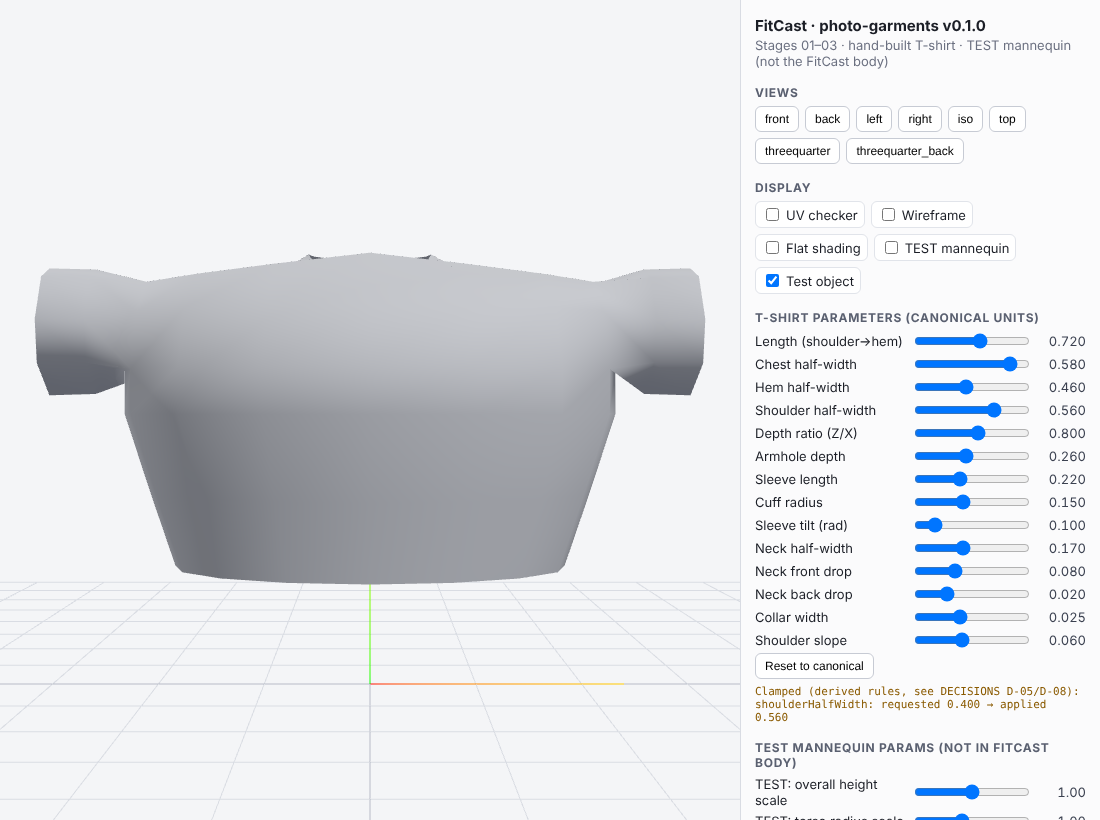 FitCast · photo-garments v0.1.0
Stages 01–03 · hand-built T-shirt · TEST mannequin
(not the FitCast body)
VIEWS
front back left right iso top
threequarter threequarter_back
DISPLAY
UV checker Wireframe
Flat shading TEST mannequin
Test object
T-SHIRT PARAMETERS (CANONICAL UNITS)
Length (shoulder→hem) 0.720
Chest half-width 0.580
Hem half-width 0.460
Shoulder half-width 0.560
Depth ratio (Z/X) 0.800
Armhole depth 0.260
Sleeve length 0.220
Cuff radius 0.150
Sleeve tilt (rad) 0.100
Neck half-width 0.170
Neck front drop 0.080
Neck back drop 0.020
Collar width 0.025
Shoulder slope 0.060
Reset to canonical
Clamped (derived rules, see DECISIONS D-05/D-08):
shoulderHalfWidth: requested 0.400 → applied
0.560
TEST MANNEQUIN PARAMS (NOT IN FITCAST
BODY)
TEST: overall height
scale 1.00